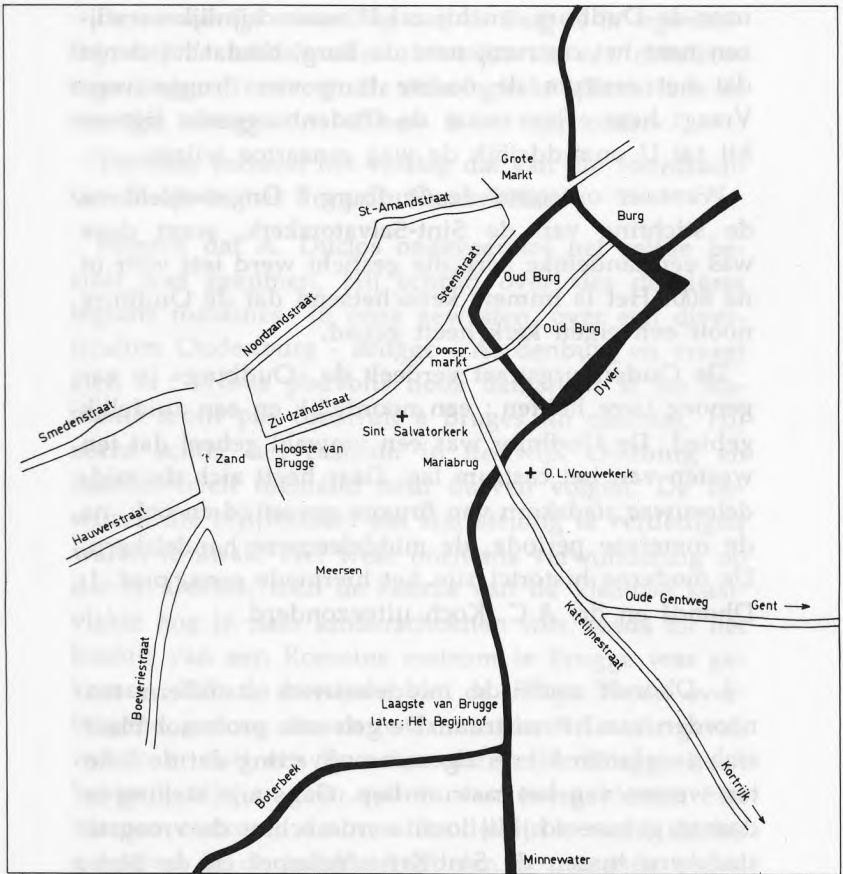 Grote
Markt
St.-Amandstraat
Burg
Steenstraat
Oud Burg
Noordzandstraat
Oud Burg
oorspr.
markt
Dyver
Smedenstraat
Zuidzandstraat
Sint Salvatorkerk
't Zand
Hoogste van
Brugge
Mariabrug
O.L.Vrouwekerk
Hauwerstraat
Meersen
Oude Gentweg
Gent
Katelijnestraat
Boeveriestraat
Laagste van Brugge
later: Het Begijnhof
Kortrijk
Boterbeek
Minnewater